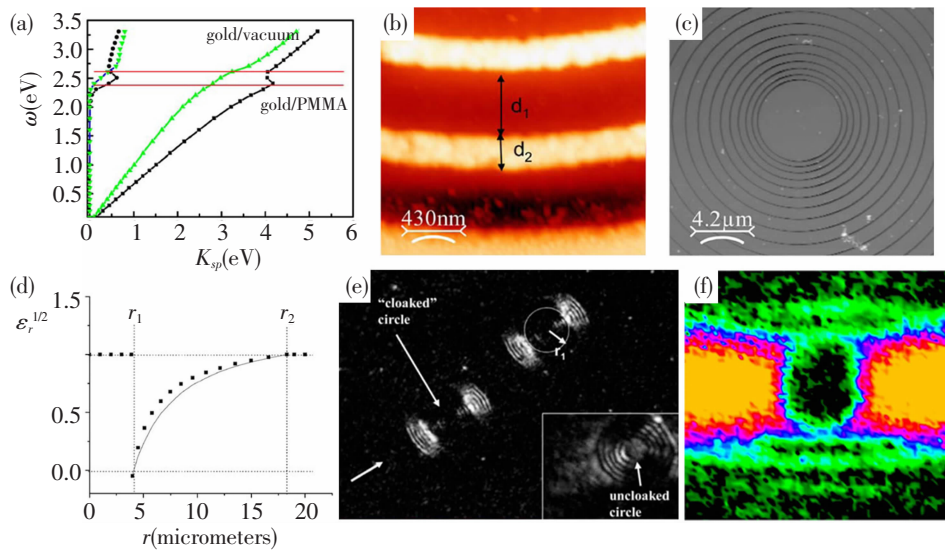 (a)
3.5
3.0
2.5
2.0
1.5
1.0
0.5
ω(eV)
gold/vacuum
gold/PMMA
0 1 2 3 4 5 6
K_sp(eV)
(b)
d₁
d₂
430nm
(c)
4.2μm
(d)
1.5
1.0
0.5
0.0
ε_r^1/2
r₁
r₂
0 5 10 15 20
r(micrometers)
(e)
“cloaked”
circle
r₁
uncloaked
circle
(f)